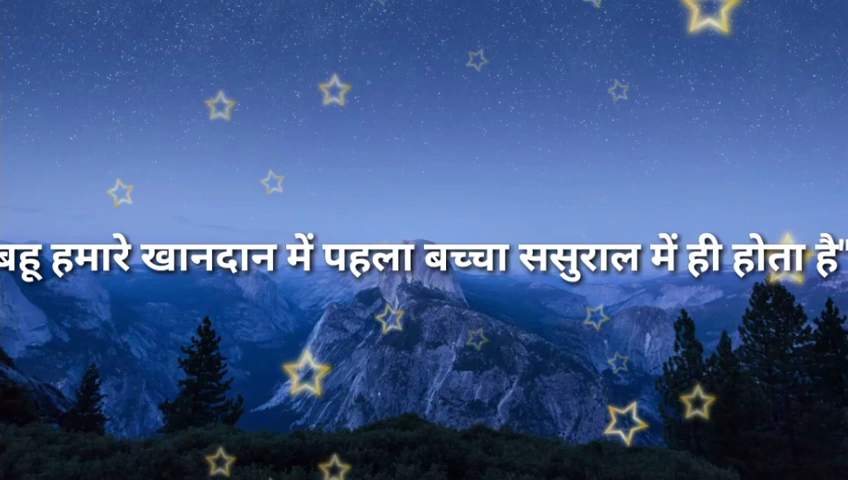 बहू हमारे खानदान में पहला बच्चा ससुराल में ही होता है"